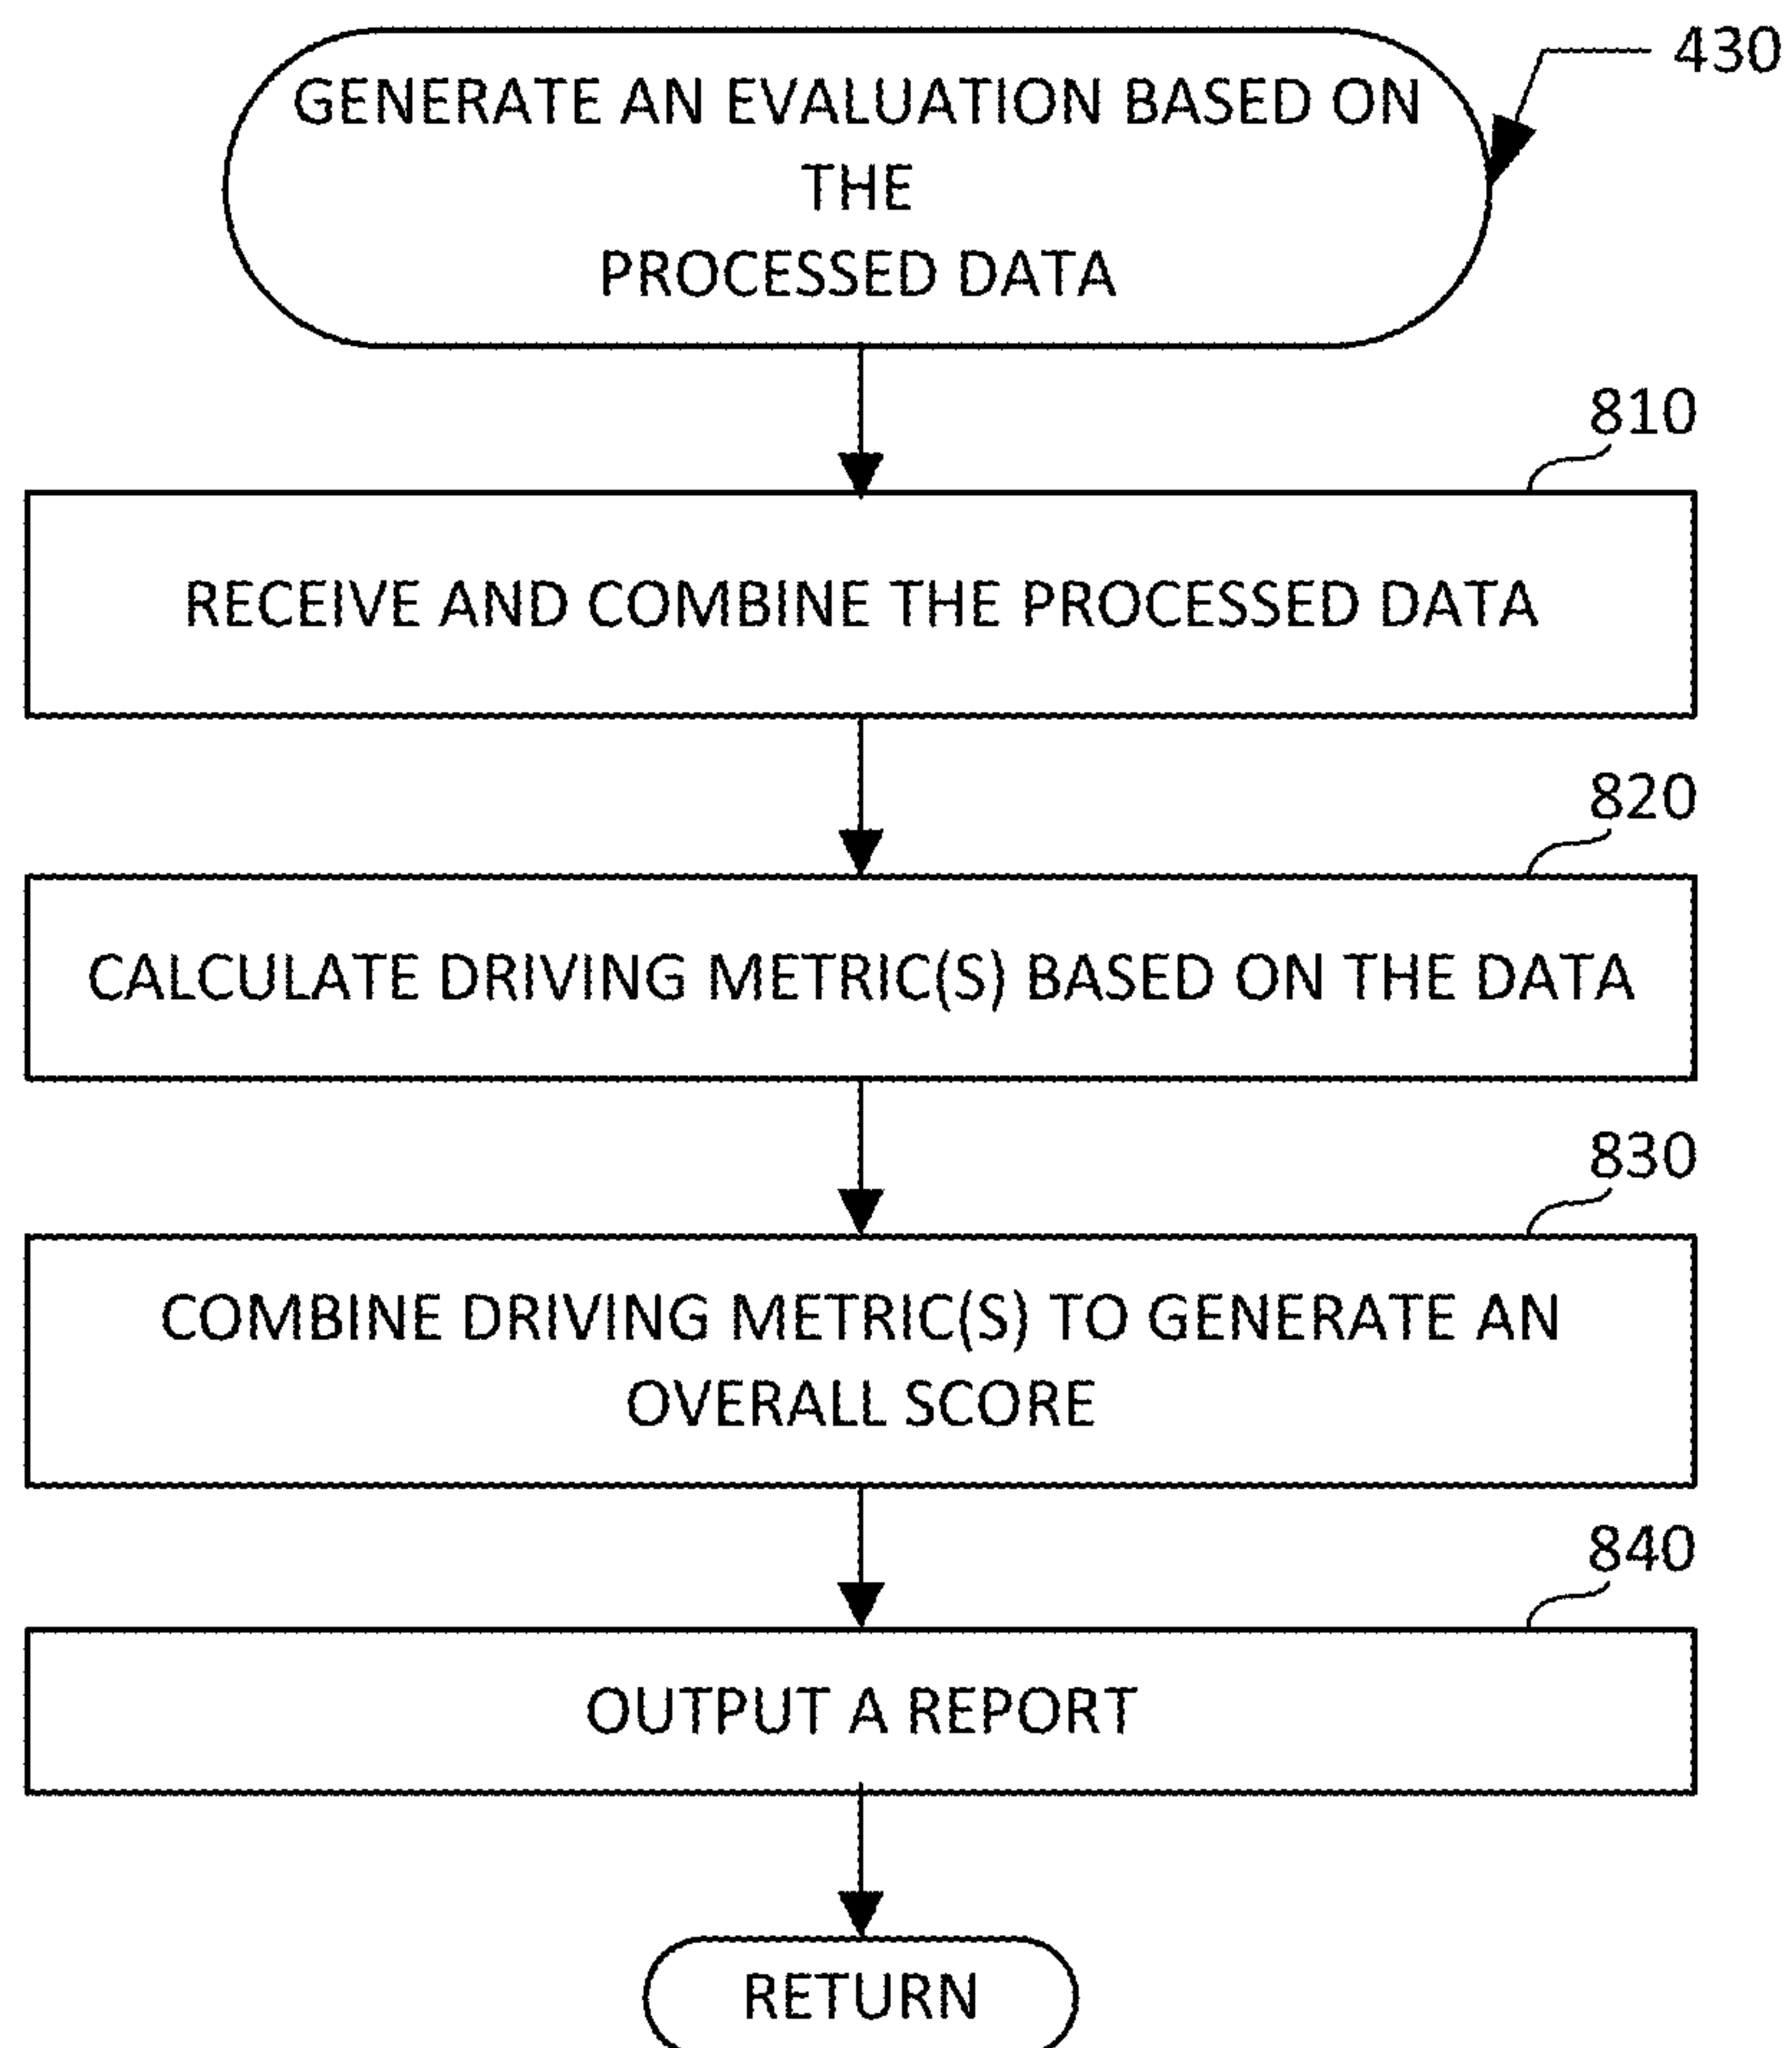 430
GENERATE AN EVALUATION BASED ON
THE
PROCESSED DATA
810
RECEIVE AND COMBINE THE PROCESSED DATA
820
CALCULATE DRIVING METRIC(S) BASED ON THE DATA
830
COMBINE DRIVING METRIC(S) TO GENERATE AN
OVERALL SCORE
840
OUTPUT A REPORT
RETURN